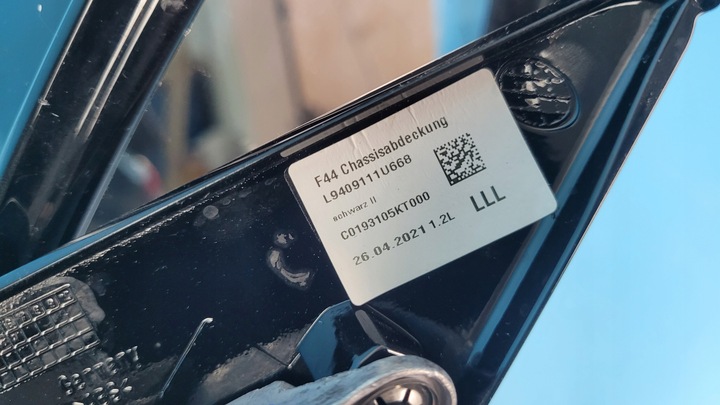 F44 Chassisabdeckung
L9409111U668
schwarz II
C0193105KT000
26.04.2021 1.2L
LLL